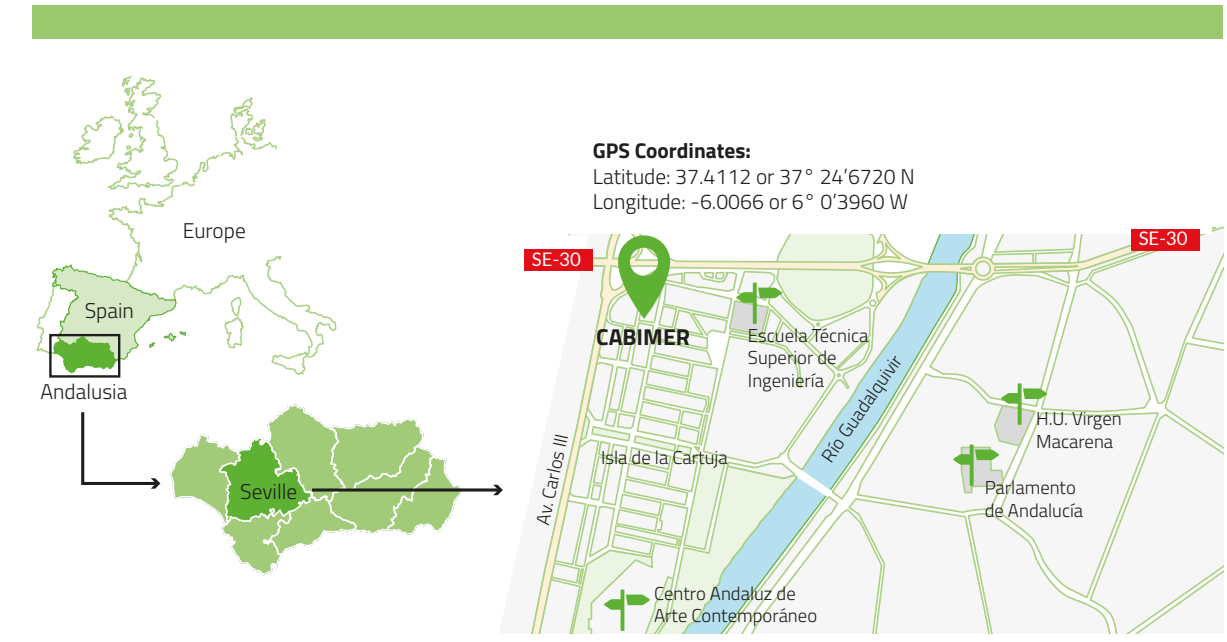 GPS Coordinates:
Latitude: 37.4112 or 37° 24’6720 N
Longitude: -6.0066 or 6° 0’3960 W
Europe
Spain
Andalusia
Seville
SE-30
SE-30
CABIMER
Escuela Técnica
Superior de
Ingeniería
Río Guadalquivir
H.U. Virgen
Macarena
Isla de la Cartuja
Av. Carlos III
Parlamento
de Andalucía
Centro Andaluz de
Arte Contemporáneo